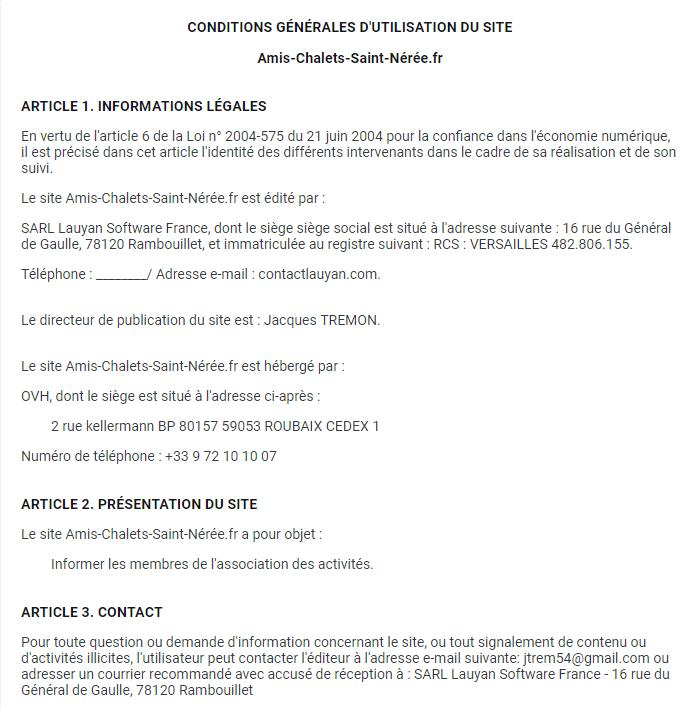 CONDITIONS GÉNÉRALES D'UTILISATION DU SITE
Amis-Chalets-Saint-Nérée.fr
ARTICLE 1. INFORMATIONS LÉGALES
En vertu de l'article 6 de la Loi n° 2004-575 du 21 juin 2004 pour la confiance dans l'économie numérique,
il est précisé dans cet article l'identité des différents intervenants dans le cadre de sa réalisation et de son
suivi.
Le site Amis-Chalets-Saint-Nérée.fr est édité par :
SARL Lauyan Software France, dont le siège siège social est situé à l'adresse suivante : 16 rue du Général
de Gaulle, 78120 Rambouillet, et immatriculée au registre suivant : RCS : VERSAILLES 482.806.155.
Téléphone : ________/ Adresse e-mail : contactlauyan.com.
Le directeur de publication du site est : Jacques TREMON.
Le site Amis-Chalets-Saint-Nérée.fr est hébergé par :
OVH, dont le siège est situé à l'adresse ci-après :
2 rue kellermann BP 80157 59053 ROUBAIX CEDEX 1
Numéro de téléphone : +33 9 72 10 10 07
ARTICLE 2. PRÉSENTATION DU SITE
Le site Amis-Chalets-Saint-Nérée.fr a pour objet :
Informer les membres de l'association des activités.
ARTICLE 3. CONTACT
Pour toute question ou demande d'information concernant le site, ou tout signalement de contenu ou
d'activités illicites, l'utilisateur peut contacter l'éditeur à l'adresse e-mail suivante: jtrem54@gmail.com ou
adresser un courrier recommandé avec accusé de réception à : SARL Lauyan Software France - 16 rue du
Général de Gaulle, 78120 Rambouillet